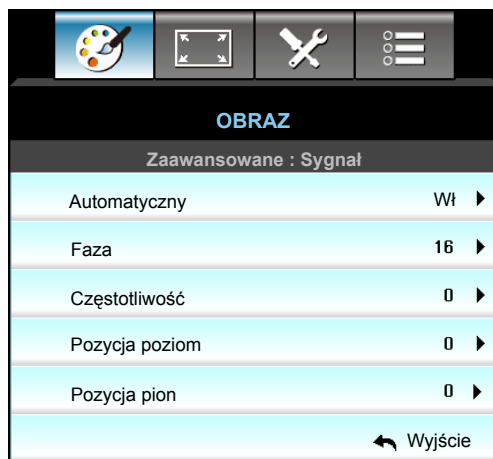 OBRAZ
Zaawansowane : Sygnał
Automatyczny Wł
Faza 16
Częstotliwość 0
Pozycja poziom 0
Pozycja pion 0
Wyjście